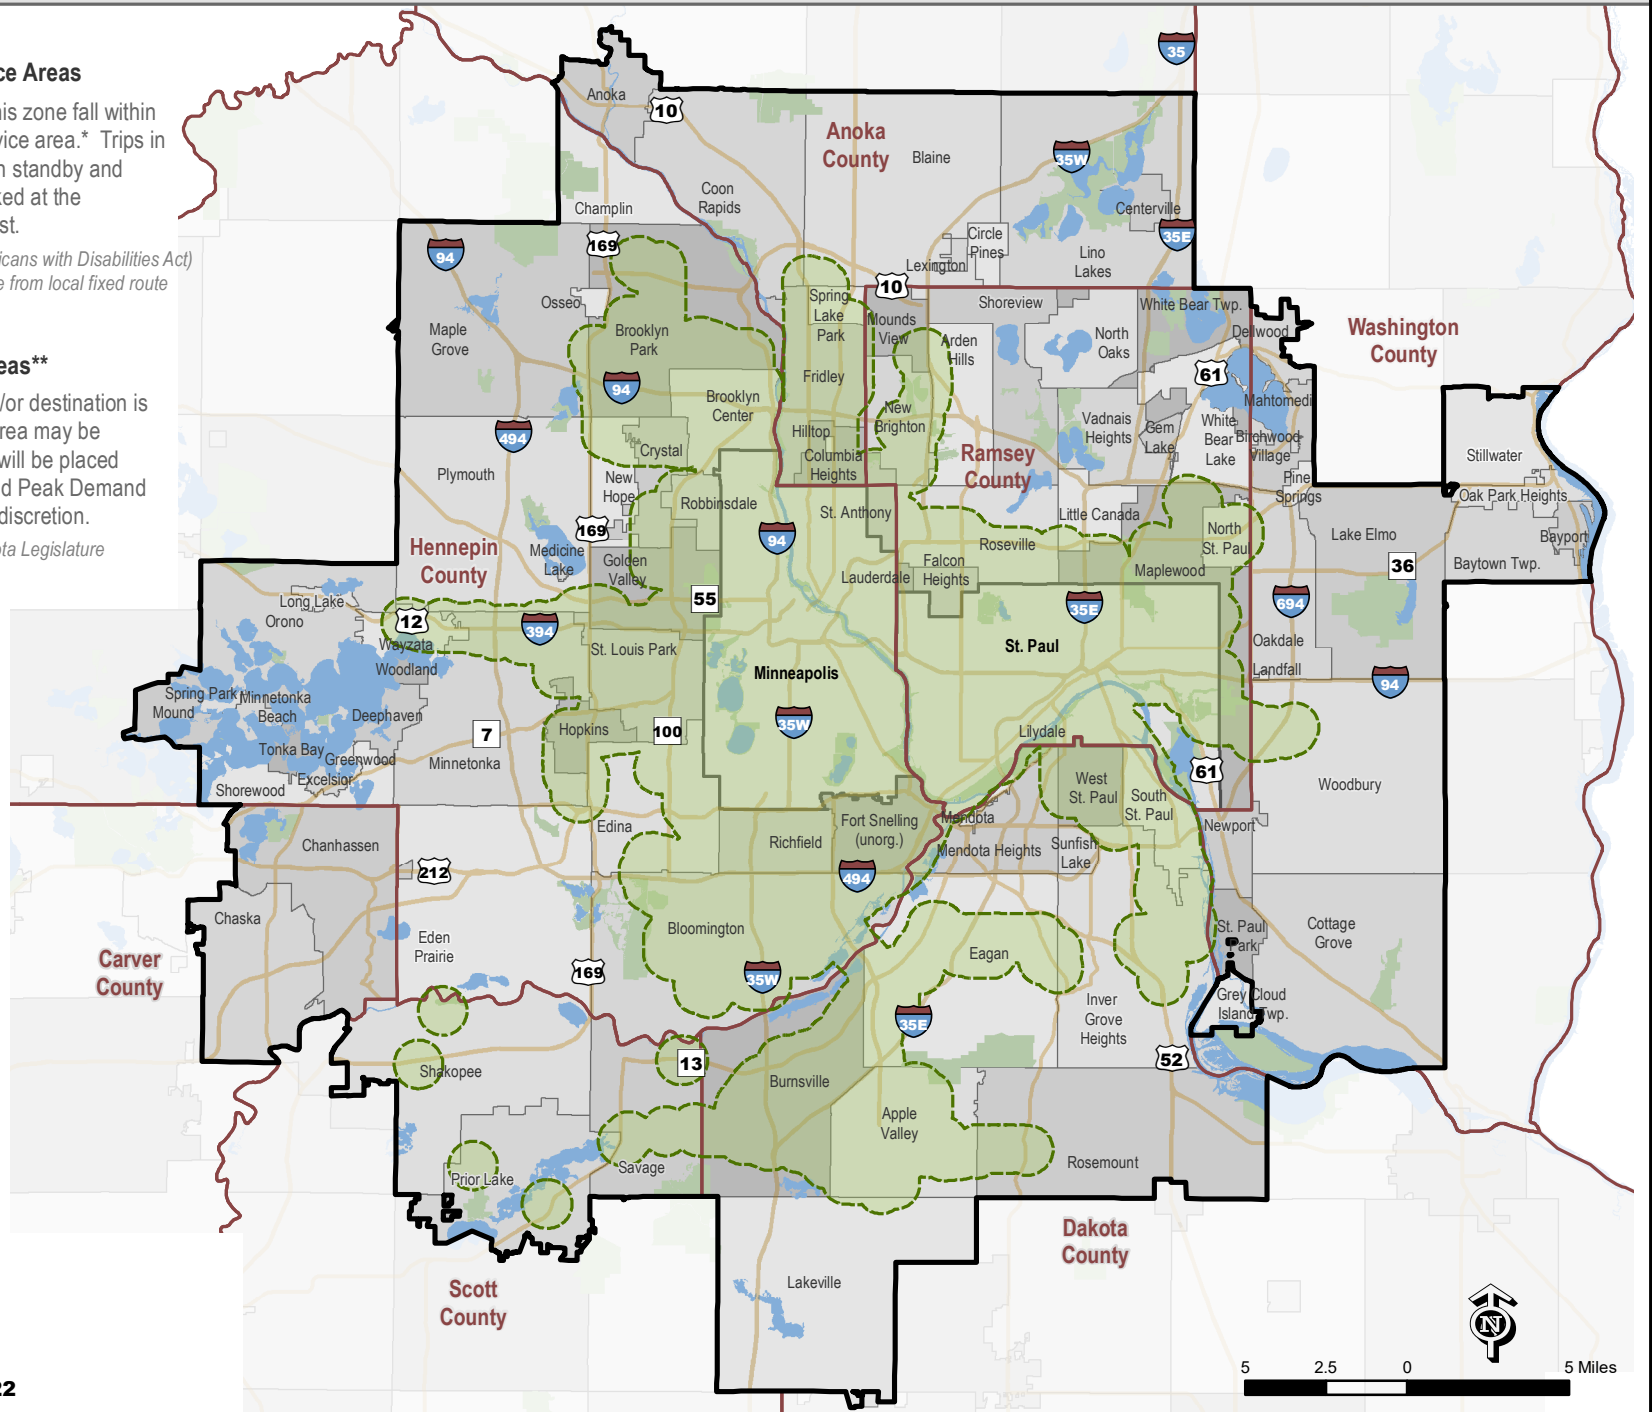 ce Areas
his zone fall within
vice area.* Trips in
n standby and
ked at the
st.
icans with Disabilities Act)
e from local fixed route
eas**
/or destination is
rea may be
will be placed
d Peak Demand
discretion.
ota Legislature
22
35
Anoka
10
Anoka
County
Blaine
35W
Coon
Rapids
Champlin
Centerville
35E
Circle
Pines
Lexington
Lino
Lakes
94
169
Osseo
Spring
Lake
Park
10
Shoreview
White Bear Twp.
Maple
Grove
Brooklyn
Park
Mounds
View
Arden
Hills
North
Oaks
Dellwood
Washington
County
94
Fridley
61
Brooklyn
Center
New
Brighton
Mahtomedi
494
Hilltop
Vadnais
Heights
Gem
Lake
White
Bear
Lake
Birchwood
Village
Crystal
Columbia
Heights
Ramsey
County
Stillwater
Plymouth
New
Hope
Pine
Springs
Oak Park Heights
Robbinsdale
St. Anthony
Little Canada
169
94
North
St. Paul
Lake Elmo
Bayport
Hennepin
County
Medicine
Lake
Golden
Valley
Roseville
Falcon
Heights
Lauderdale
Maplewood
36
Baytown Twp.
Long Lake
Orono
55
35E
694
12
394
Wayzata
Woodland
St. Louis Park
St. Paul
Oakdale
Landfall
Minneapolis
94
Spring Park
Mound
Minnetonka
Beach
Deephaven
35W
Hopkins
100
Lilydale
7
Tonka Bay
Greenwood
Excelsior
Minnetonka
61
Shorewood
West
St. Paul
South
St. Paul
Woodbury
Chanhassen
Edina
Richfield
Fort Snelling
(unorg.)
Mendota
Newport
212
Mendota Heights
Sunfish
Lake
494
Chaska
Eden
Prairie
Bloomington
Eagan
St. Paul
Park
Cottage
Grove
Carver
County
169
35W
Inver
Grove
Heights
Grey Cloud
Island Twp.
35E
Shakopee
13
Burnsville
52
Apple
Valley
Savage
Prior Lake
Rosemount
Dakota
County
Scott
County
Lakeville
N
5 2.5 0 5 Miles